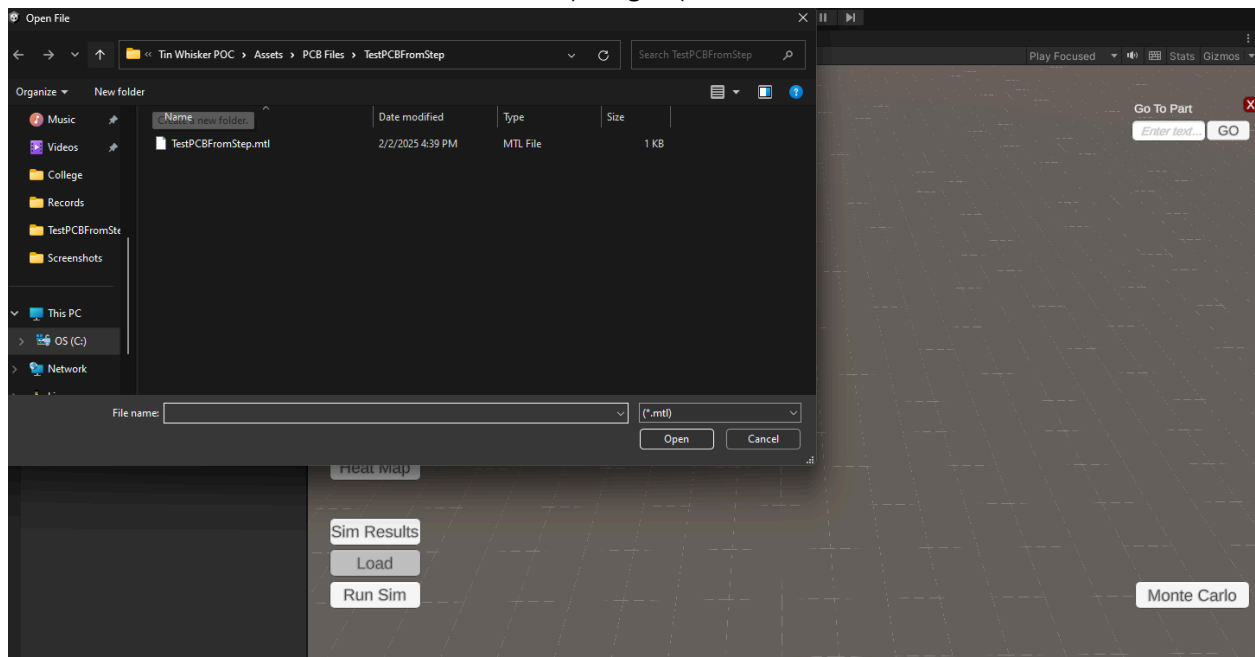 Open File
« Tin Whisker POC > Assets > PCB Files > TestPCBFromStep
Search TestPCBFromStep
Play Focused
Stats Gizmos
Organize
New folder
Music
Videos
College
Records
TestPCBFromSte
Screenshots
This PC
OS (C:)
Network
Name
Date modified
Type
Size
Create a new folder.
TestPCBFromStep.mtl
2/2/2025 4:39 PM
MTL File
1 KB
Go To Part
X
Enter text...
GO
File name:
(*.mtl)
Open
Cancel
Heat Map
Sim Results
Load
Run Sim
Monte Carlo